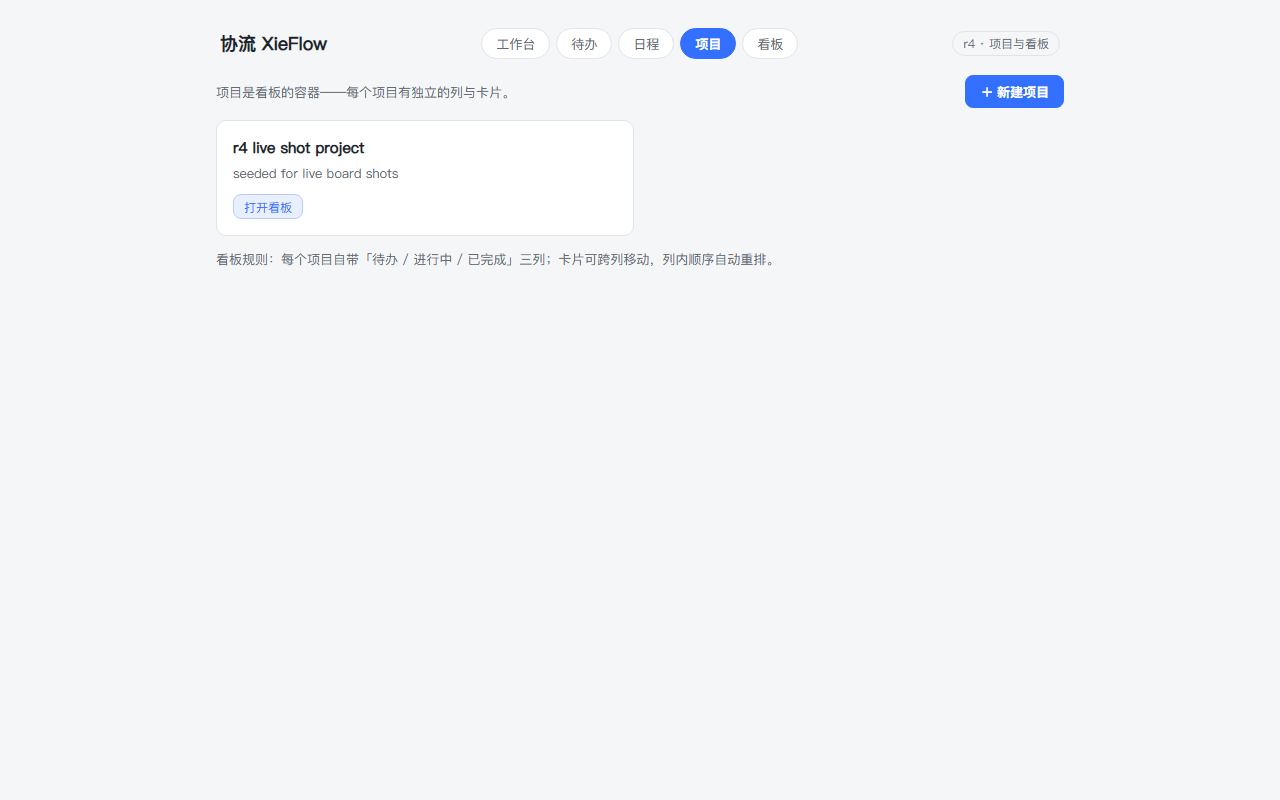 协流 XieFlow
工作台
待办
日程
项目
看板
r4 · 项目与看板
项目是看板的容器——每个项目有独立的列与卡片。
＋ 新建项目
r4 live shot project
seeded for live board shots
打开看板
看板规则：每个项目自带「待办 / 进行中 / 已完成」三列；卡片可跨列移动，列内顺序自动重排。